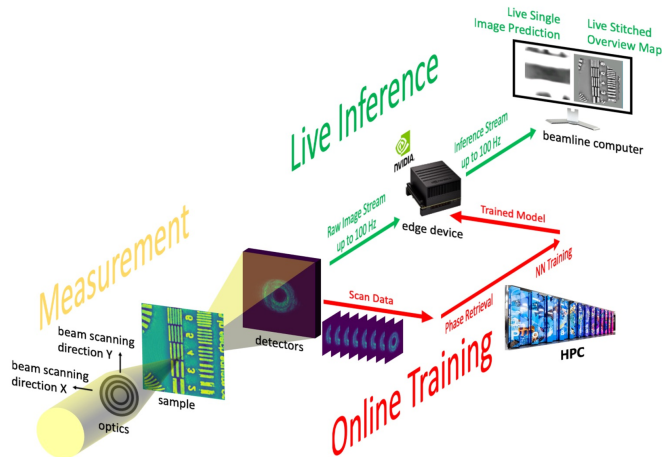 Live Single
Image Prediction
Live Stitched
Overview Map
Live Inference
beamline computer
NVIDIA
Inference Stream
up to 100 Hz
Raw Image Stream
up to 100 Hz
edge device
Trained Model
Measurement
NN Training
Scan Data
Phase Retrieval
detectors
HPC
beam scanning
direction Y
beam scanning
direction X
sample
optics
Online Training